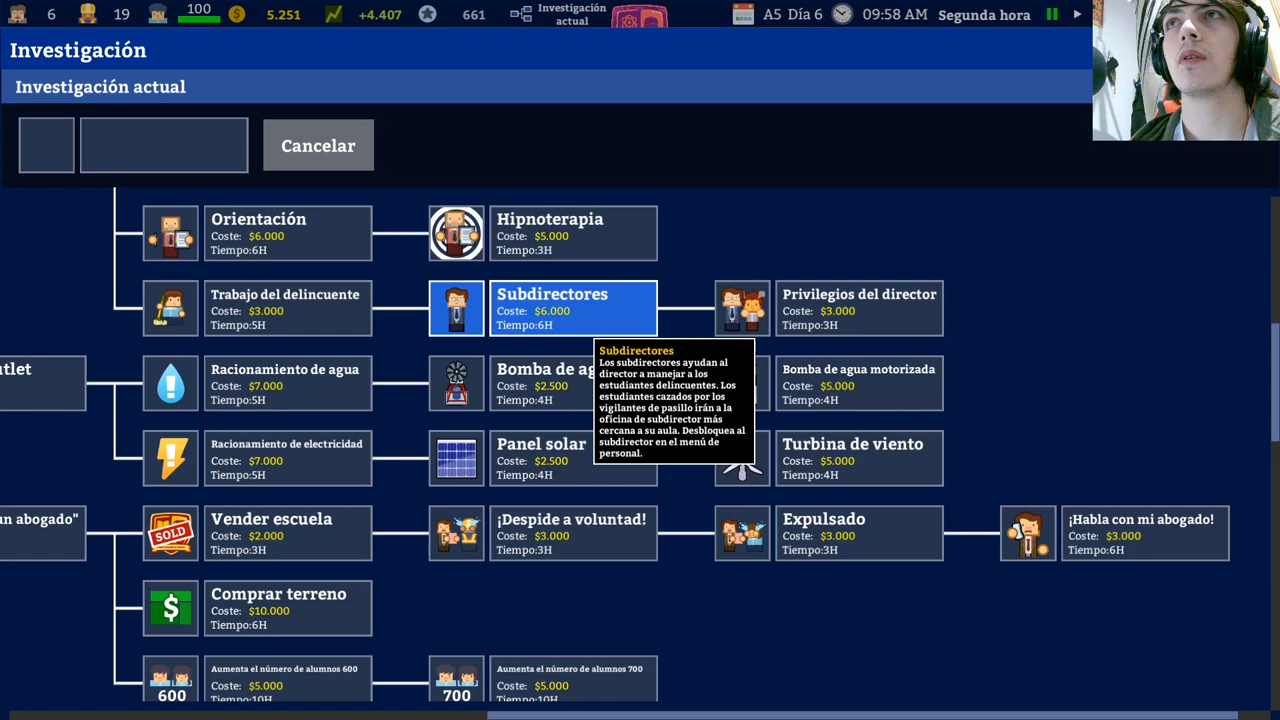 6 19 100 5.251 +4.407 661 Investigación actual A5 Día 6 09:58 AM Segunda hora
Investigación
Investigación actual
Cancelar
Orientación
Coste: $6.000
Tiempo:6H
Hipnoterapia
Coste: $5.000
Tiempo:3H
Trabajo del delincuente
Coste: $3.000
Tiempo:5H
Subdirectores
Coste: $6.000
Tiempo:6H
Privilegios del director
Coste: $3.000
Tiempo:3H
Subdirectores
Los subdirectores ayudan al
director a manejar a los
estudiantes delincuentes. Los
estudiantes cazados por los
vigilantes de pasillo irán a la
oficina de subdirector más
cercana a su aula. Desbloquea al
subdirector en el menú de
personal.
utlet
Racionamiento de agua
Coste: $7.000
Tiempo:5H
Bomba de ag
Coste: $2.500
Tiempo:4H
Bomba de agua motorizada
Coste: $5.000
Tiempo:4H
Racionamiento de electricidad
Coste: $7.000
Tiempo:5H
Panel solar
Coste: $2.500
Tiempo:4H
Turbina de viento
Coste: $5.000
Tiempo:4H
un abogado"
SOLD
Vender escuela
Coste: $2.000
Tiempo:3H
¡Despide a voluntad!
Coste: $3.000
Tiempo:3H
Expulsado
Coste: $3.000
Tiempo:3H
¡Habla con mi abogado!
Coste: $3.000
Tiempo:6H
$
Comprar terreno
Coste: $10.000
Tiempo:6H
600
Aumenta el número de alumnos 600
Coste: $5.000
Tiempo:10H
700
Aumenta el número de alumnos 700
Coste: $5.000
Tiempo:10H